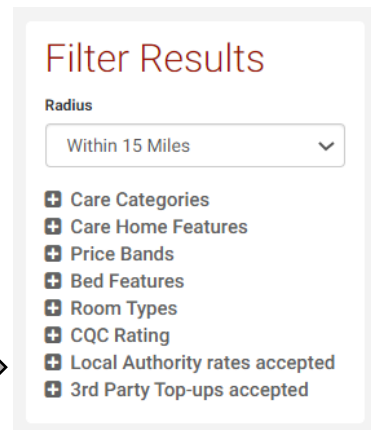 Filter Results
Radius
Within 15 Miles
Care Categories
Care Home Features
Price Bands
Bed Features
Room Types
CQC Rating
Local Authority rates accepted
3rd Party Top-ups accepted